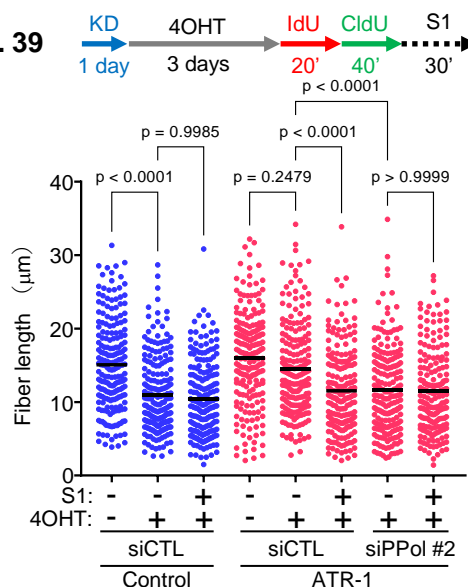 . 39
KD 4OHT IdU CldU S1
1 day 3 days 20’ 40’ 30’
p < 0.0001
p = 0.9985 p < 0.0001
p < 0.0001 p = 0.2479 p > 0.9999
40
30
20
10
0
Fiber length (μm)
S1: - - + - - + - +
4OHT: - + + - + + + +
siCTL siCTL siPPol #2
Control ATR-1